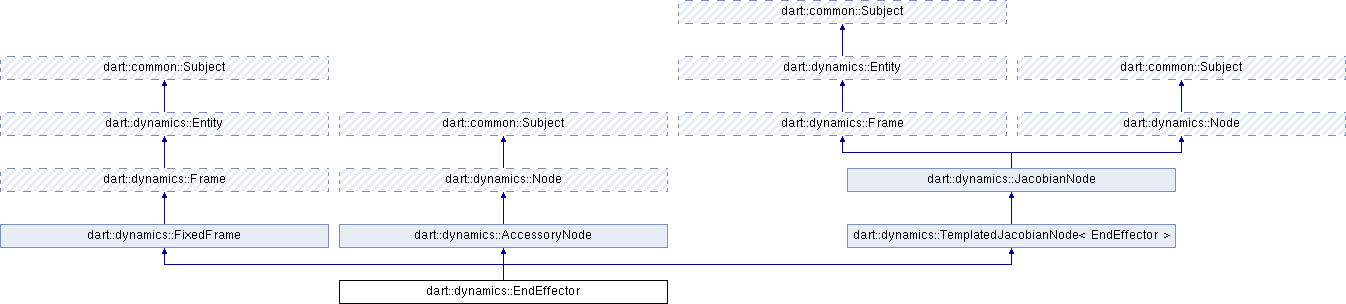 dart::common::Subject
dart::common::Subject
dart::dynamics::Entity
dart::common::Subject
dart::dynamics::Entity
dart::common::Subject
dart::dynamics::Frame
dart::dynamics::Node
dart::dynamics::Frame
dart::dynamics::Node
dart::dynamics::JacobianNode
dart::dynamics::FixedFrame
dart::dynamics::AccessoryNode
dart::dynamics::TemplatedJacobianNode< EndEffector >
dart::dynamics::EndEffector